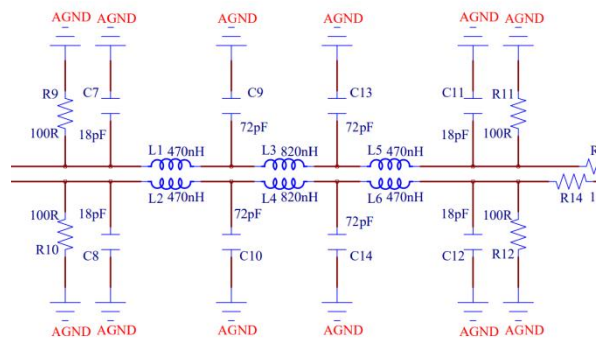 AGND AGND AGND AGND AGND AGND
R9 C7 C9 C13 C11 R11
100R 18pF 72pF 72pF 18pF 100R
L1 470nH L3 820nH L5 470nH
R
L2 470nH L4 820nH L6 470nH
100R 18pF 72pF 72pF 18pF 100R R14 1
R10 C8 C10 C14 C12 R12
AGND AGND AGND AGND AGND AGND